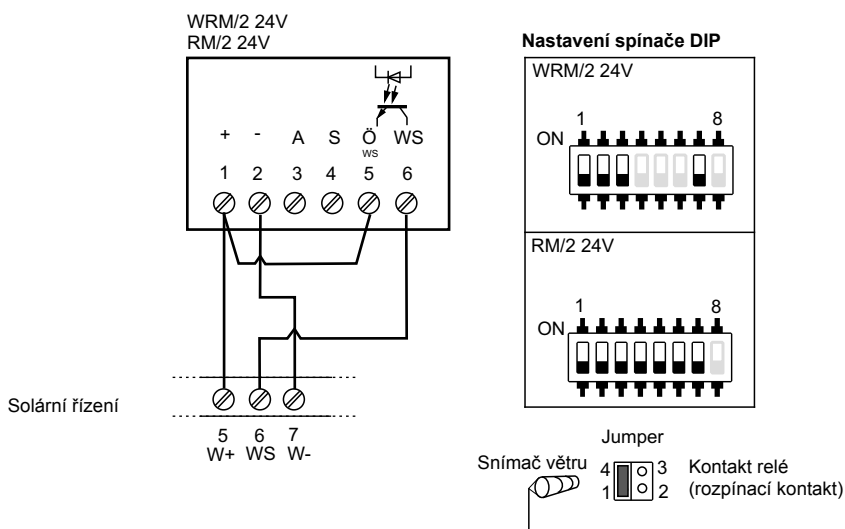 WRM/2 24V
RM/2 24V
+ - A S Ö WS
WS
1 2 3 4 5 6
Solární řízení
5 6 7
W+ WS W-
Nastavení spínače DIP
WRM/2 24V
1 8
ON
RM/2 24V
1 8
ON
Jumper
Snímač větru
4 3 Kontakt relé
1 2 (rozpínací kontakt)